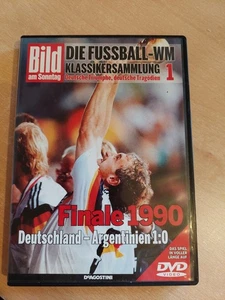 Bild
am Sonntag
DIE FUSSBALL-WM
KLASSIKERSAMMLUNG 1
deutsche Triumphe, deutsche Tragödien
Finale 1990
Deutschland – Argentinien 1:0
DAS SPIEL
IN VOLLER
LÄNGE AUF
DVD
VIDEO
DEAGOSTINI